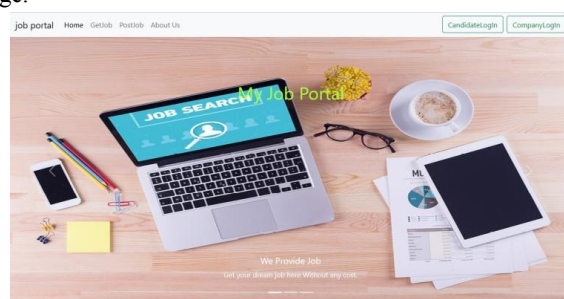 ge.
job portal Home GetJob PostJob About Us CandidateLogIn CompanyLogIn
My Job Portal
JOB SEARCH
We Provide Job
Get your dream job here Without any cost.